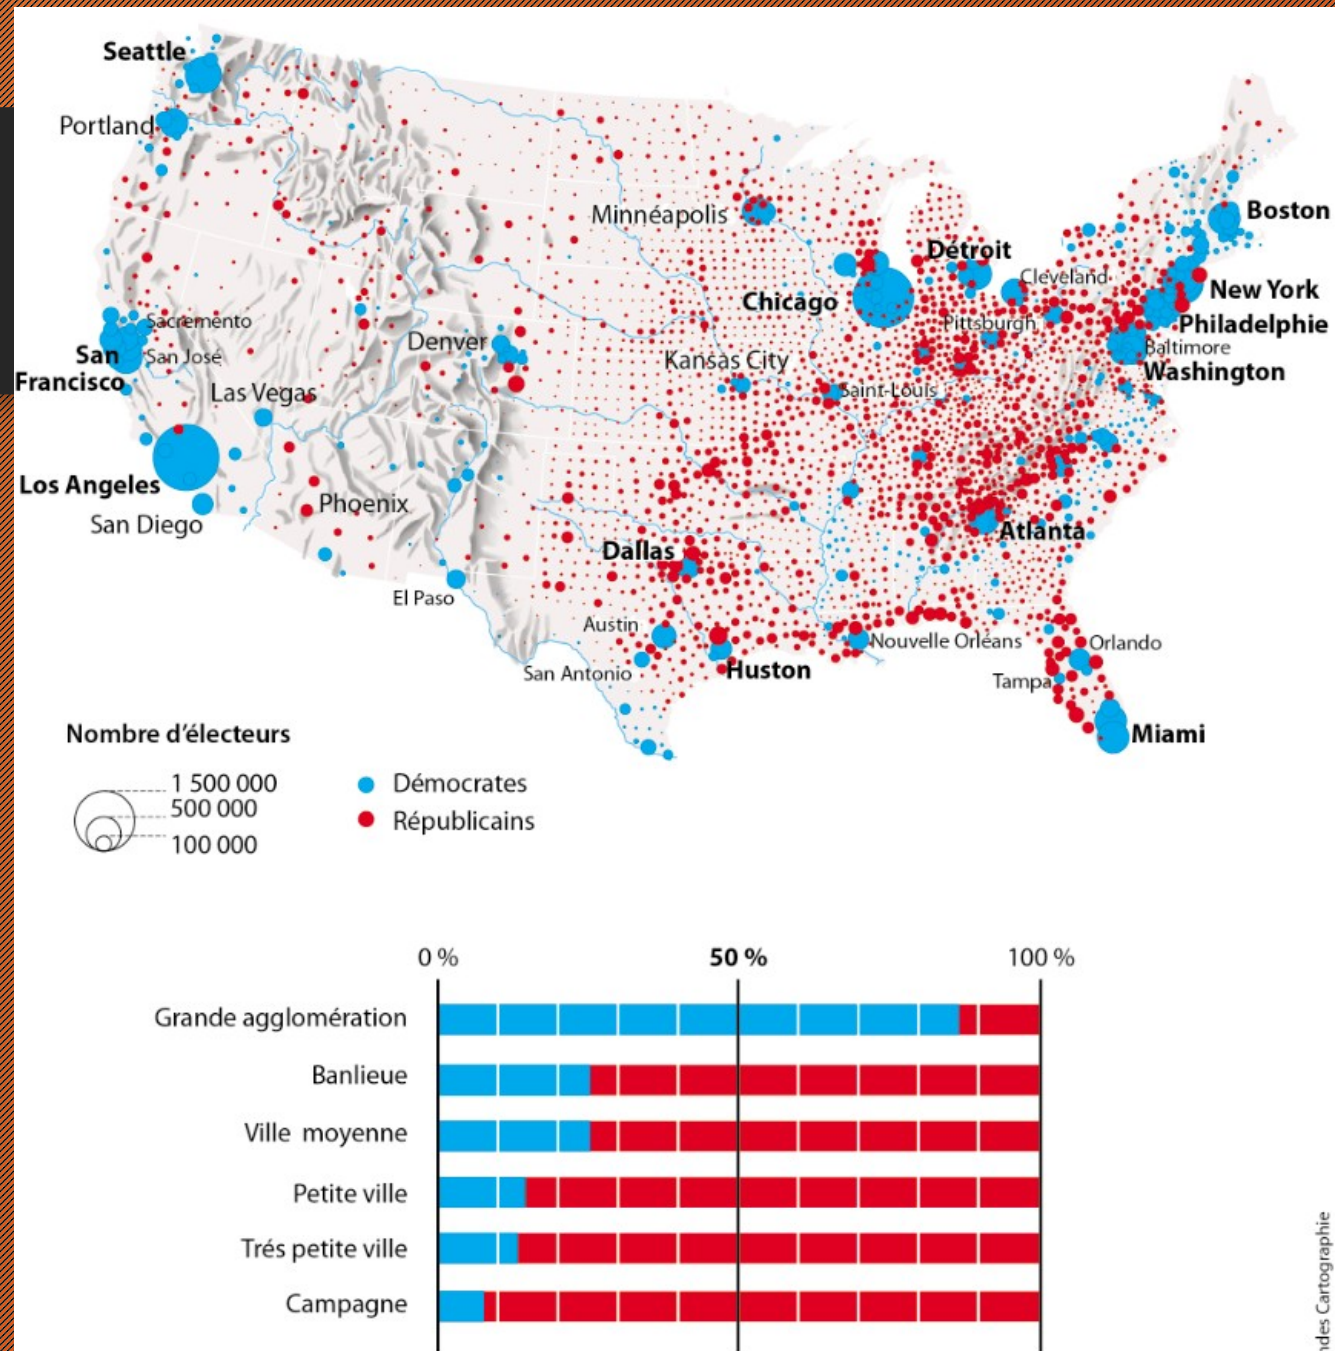 Seattle
Portland
Minnéapolis
Boston
Détroit
Cleveland
Chicago
New York
Sacremento
Pittsburgh
Philadelphie
Denver
San
Francisco
San José
Kansas City
Baltimore
Washington
Las Vegas
Saint-Louis
Los Angeles
Phoenix
San Diego
Atlanta
Dallas
El Paso
Austin
Nouvelle Orléans
Orlando
San Antonio
Huston
Tampa
Miami
Nombre d’électeurs
1 500 000
500 000
100 000
Démocrates
Républicains
0 %
50 %
100 %
Grande agglomération
Banlieue
Ville moyenne
Petite ville
Trés petite ville
Campagne
Cartographie